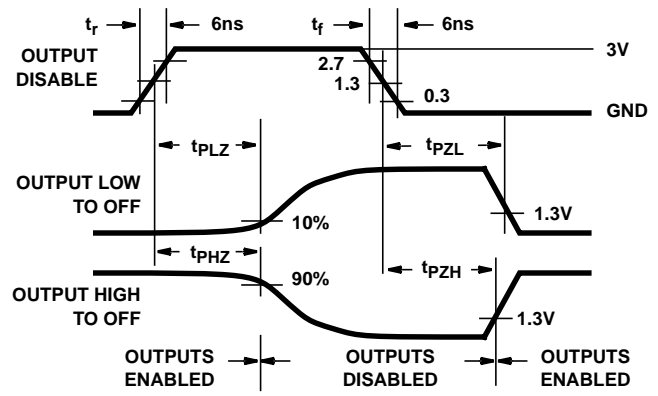 tr 6ns tf 6ns
OUTPUT
DISABLE
3V
2.7
1.3
0.3
GND
tPLZ tPZL
OUTPUT LOW
TO OFF
10%
1.3V
tPHZ tPZH
90%
OUTPUT HIGH
TO OFF
1.3V
OUTPUTS
ENABLED
OUTPUTS
DISABLED
OUTPUTS
ENABLED